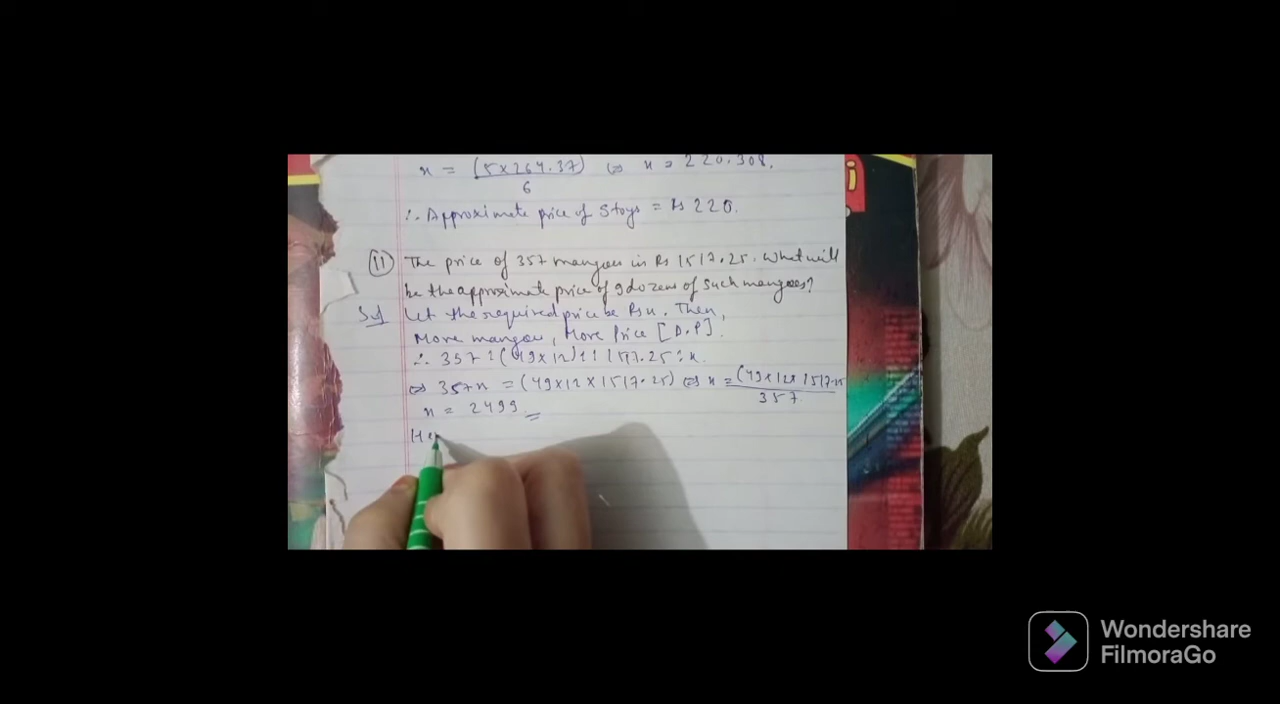 x = (5×264.37) ⇔ x = 220.308.
6
∴ Approximate price of 5 toys = Rs 220.
(11) The price of 357 mangoes in Rs 1517.25. What will
be the approximate price of 9 dozens of such mangoes?
Sol Let the required price be Rs x. Then,
More mangoes, More Price [D.P].
∴ 357 : (49×12) :: 1517.25 : x
⇔ 357x = (49×12×1517.25) ⇔ x = (49×12×1517.25
357
x = 2499
He
i
Wondershare
FilmoraGo